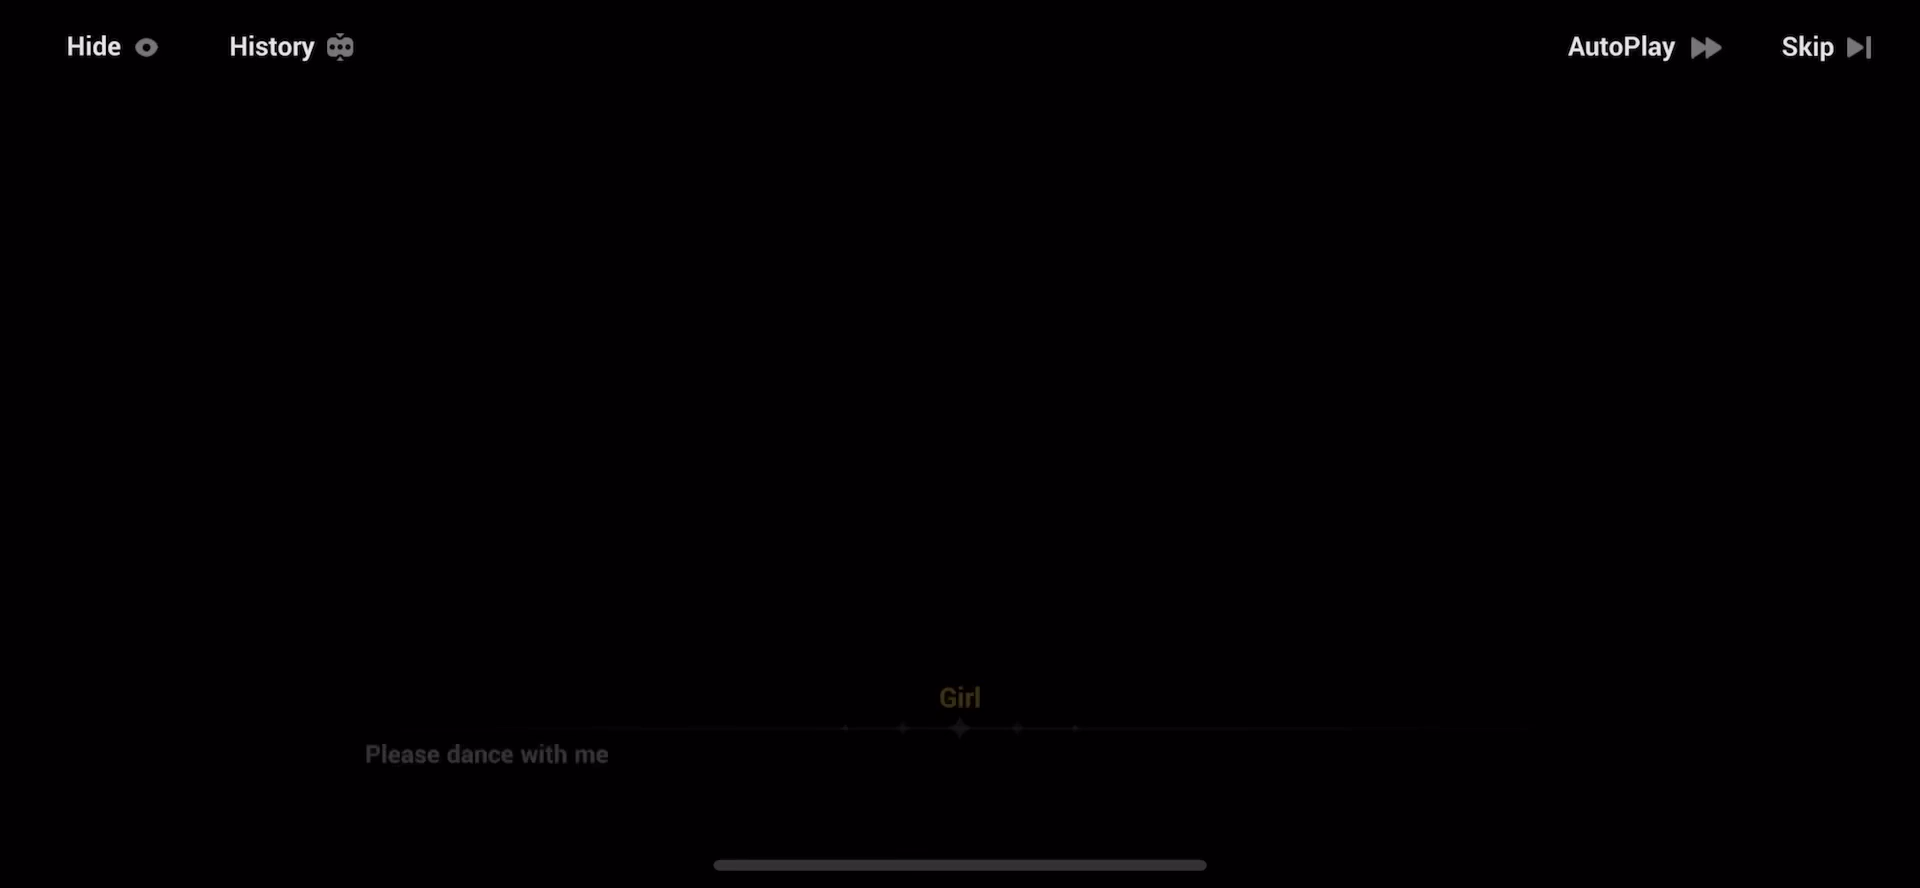 Hide
History
AutoPlay
Skip
Girl
Please dance with me